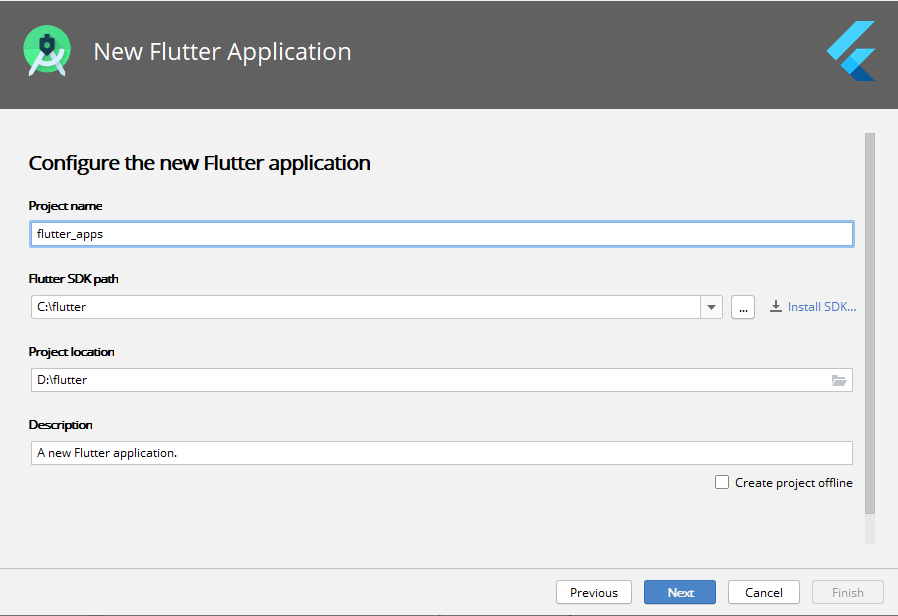 New Flutter Application
Configure the new Flutter application
Project name
flutter_apps
Flutter SDK path
C:\flutter
...
Install SDK...
Project location
D:\flutter
Description
A new Flutter application.
Create project offline
Previous
Next
Cancel
Finish